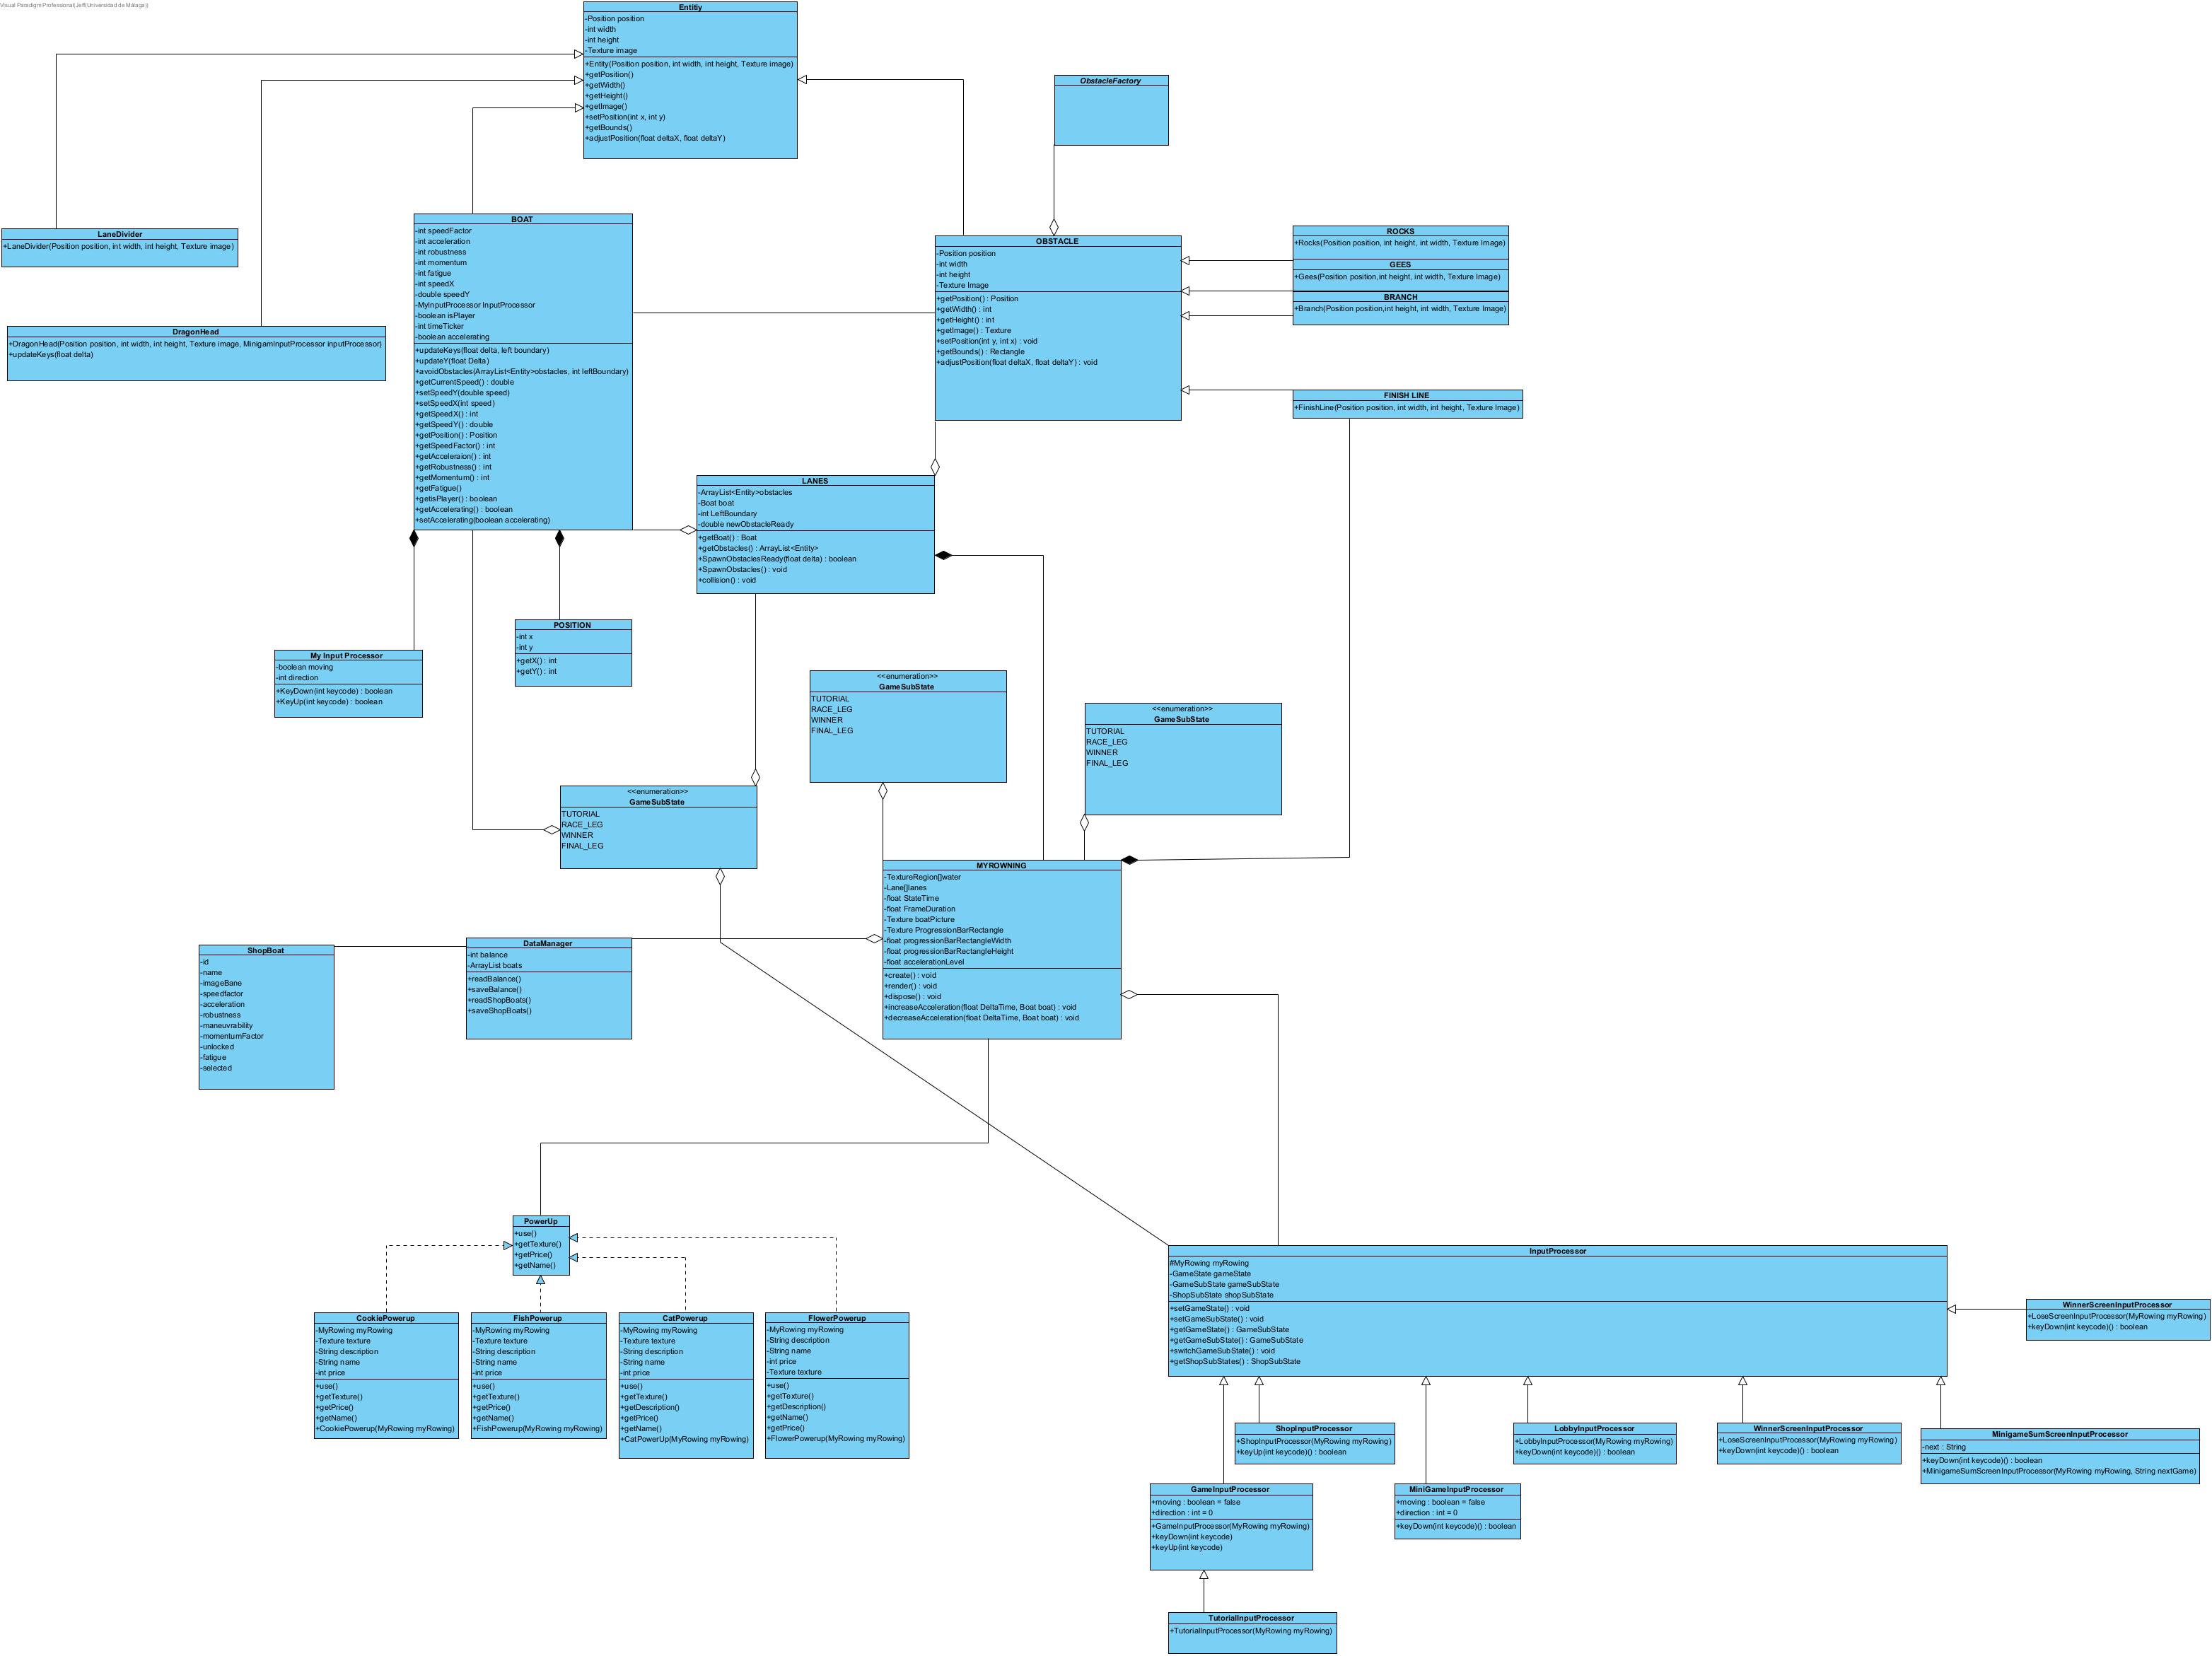 Visual Paradigm Professional(Jeff(Universidad de Malaga))
Entitiy
-Position position
-int width
-int height
-Texture image
+Entity(Position position, int width, int height, Texture image)
+getPosition()
+getWidth()
+getHeight()
+getImage()
+setPosition(int x, int y)
+getBounds()
+adjustPosition(float deltaX, float deltaY)
ObstacleFactory
LaneDivider
+LaneDivider(Position position, int width, int height, Texture image)
DragonHead
+DragonHead(Position position, int width, int height, Texture image, MinigamInputProcessor inputProcessor)
+updateKeys(float delta)
BOAT
-int speedFactor
-int acceleration
-int robustness
-int momentum
-int fatigue
-int speedX
-double speedY
-MyInputProcessor InputProcessor
-boolean isPlayer
-int timeTicker
-boolean accelerating
+updateKeys(float delta, left boundary)
+updateY(float Delta)
+avoidObstacles(ArrayList<Entity>obstacles, int leftBoundary)
+getCurrentSpeed() : double
+setSpeedY(double speed)
+setSpeedX(int speed)
+getSpeedX() : int
+getSpeedY() : double
+getPosition() : Position
+getSpeedFactor() : int
+getAcceleraion() : int
+getRobustness() : int
+getMomentum() : int
+getFatigue()
+getisPlayer() : boolean
+getAccelerating() : boolean
+setAccelerating(boolean accelerating)
OBSTACLE
-Position position
-int width
-int height
-Texture Image
+getPosition() : Position
+getWidth() : int
+getHeight() : int
+getImage() : Texture
+setPosition(int y, int x) : void
+getBounds() : Rectangle
+adjustPosition(float deltaX, float deltaY) : void
ROCKS
+Rocks(Position position, int height, int width, Texture Image)
GEES
+Gees(Position position,int height, int width, Texture Image)
BRANCH
+Branch(Position position,int height, int width, Texture Image)
FINISH LINE
+FinishLine(Position position, int width, int height, Texture Image)
LANES
-ArrayList<Entity>obstacles
-Boat boat
-int LeftBoundary
-double newObstacleReady
+getBoat() : Boat
+getObstacles() : ArrayList<Entity>
+SpawnObstaclesReady(float delta) : boolean
+SpawnObstacles() : void
+collision() : void
POSITION
-int x
-int y
+getX() : int
+getY() : int
My Input Processor
-boolean moving
-int direction
+KeyDown(int keycode) : boolean
+KeyUp(int keycode) : boolean
<<enumeration>>
GameSubState
TUTORIAL
RACE_LEG
WINNER
FINAL_LEG
<<enumeration>>
GameSubState
TUTORIAL
RACE_LEG
WINNER
FINAL_LEG
<<enumeration>>
GameSubState
TUTORIAL
RACE_LEG
WINNER
FINAL_LEG
MYROWNING
-TextureRegion[]water
-Lane[]lanes
-float StateTime
-float FrameDuration
-Texture boatPicture
-Texture ProgressionBarRectangle
-float progressionBarRectangleWidth
-float progressionBarRectangleHeight
-float accelerationLevel
+create() : void
+render() : void
+dispose() : void
+increaseAcceleration(float DeltaTime, Boat boat) : void
+decreaseAcceleration(float DeltaTime, Boat boat) : void
ShopBoat
-id
-name
-imageBane
-speedfactor
-acceleration
-robustness
-maneuvrability
-momentumFactor
-unlocked
-fatigue
-selected
DataManager
-int balance
-ArrayList boats
+readBalance()
+saveBalance()
+readShopBoats()
+saveShopBoats()
PowerUp
+use()
+getTexture()
+getPrice()
+getName()
CookiePowerup
-MyRowing myRowing
-Texture texture
-String description
-String name
-int price
+use()
+getTexture()
+getPrice()
+getName()
+CookiePowerup(MyRowing myRowing)
FishPowerup
-MyRowing myRowing
-Texture texture
-String description
-String name
-int price
+use()
+getTexture()
+getPrice()
+getName()
+FishPowerup(MyRowing myRowing)
CatPowerup
-MyRowing myRowing
-Texture texture
-String description
-String name
-int price
+use()
+getTexture()
+getDescription()
+getPrice()
+getName()
+CatPowerUp(MyRowing myRowing)
FlowerPowerup
-MyRowing myRowing
-String description
-String name
-int price
-Texture texture
+use()
+getTexture()
+getDescription()
+getName()
+getPrice()
+FlowerPowerup(MyRowing myRowing)
InputProcessor
#MyRowing myRowing
-GameState gameState
-GameSubState gameSubState
-ShopSubState shopSubState
+setGameState() : void
+setGameSubState() : void
+getGameState() : GameSubState
+getGameSubState() : GameSubState
+switchGameSubState() : void
+getShopSubStates() : ShopSubState
WinnerScreenInputProcessor
+LoseScreenInputProcessor(MyRowing myRowing)
+keyDown(int keycode)() : boolean
ShopInputProcessor
+ShopInputProcessor(MyRowing myRowing)
+keyUp(int keycode)() : boolean
LobbyInputProcessor
+LobbyInputProcessor(MyRowing myRowing)
+keyDown(int keycode)() : boolean
WinnerScreenInputProcessor
+LoseScreenInputProcessor(MyRowing myRowing)
+keyDown(int keycode)() : boolean
MinigameSumScreenInputProcessor
-next : String
+keyDown(int keycode)() : boolean
+MinigameSumScreenInputProcessor(MyRowing myRowing, String nextGame)
GameInputProcessor
+moving : boolean = false
+direction : int = 0
+GameInputProcessor(MyRowing myRowing)
+keyDown(int keycode)
+keyUp(int keycode)
MiniGameInputProcessor
+moving : boolean = false
+direction : int = 0
+keyDown(int keycode)() : boolean
TutorialInputProcessor
+TutorialInputProcessor(MyRowing myRowing)